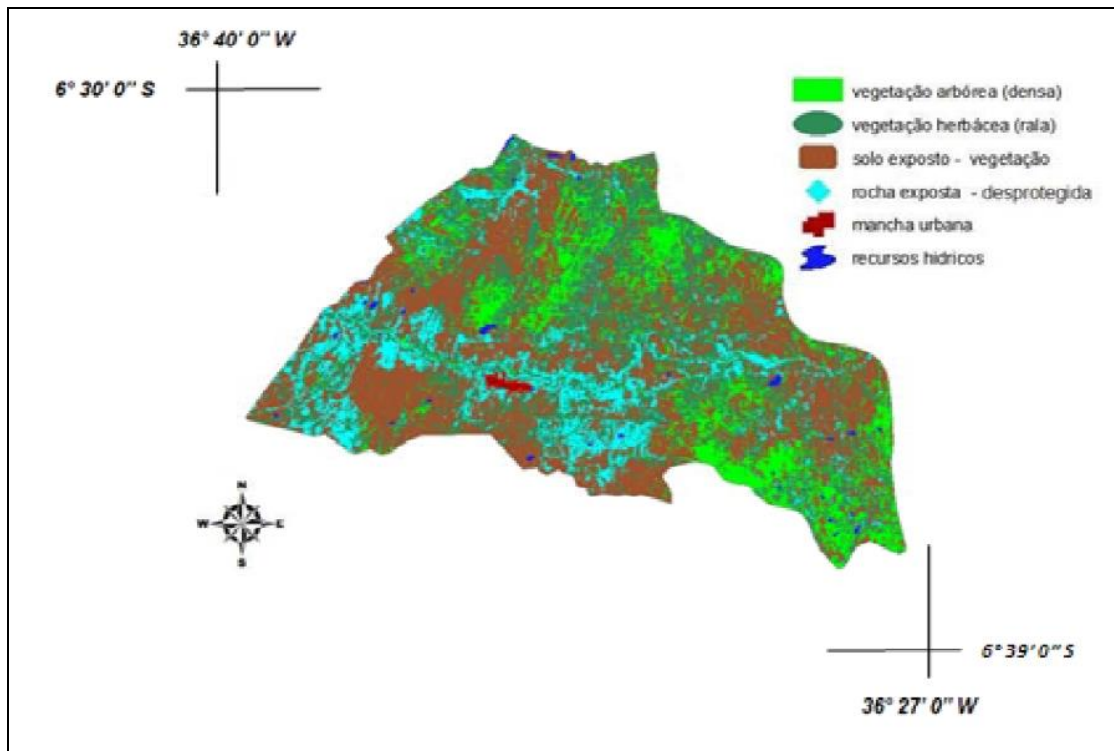 36° 40' 0" W
6° 30' 0" S
vegetação arbórea (densa)
vegetação herbácea (rala)
solo exposto - vegetação
rocha exposta - desprotegida
mancha urbana
recursos hídricos
N
W
E
S
6° 39' 0" S
36° 27' 0" W